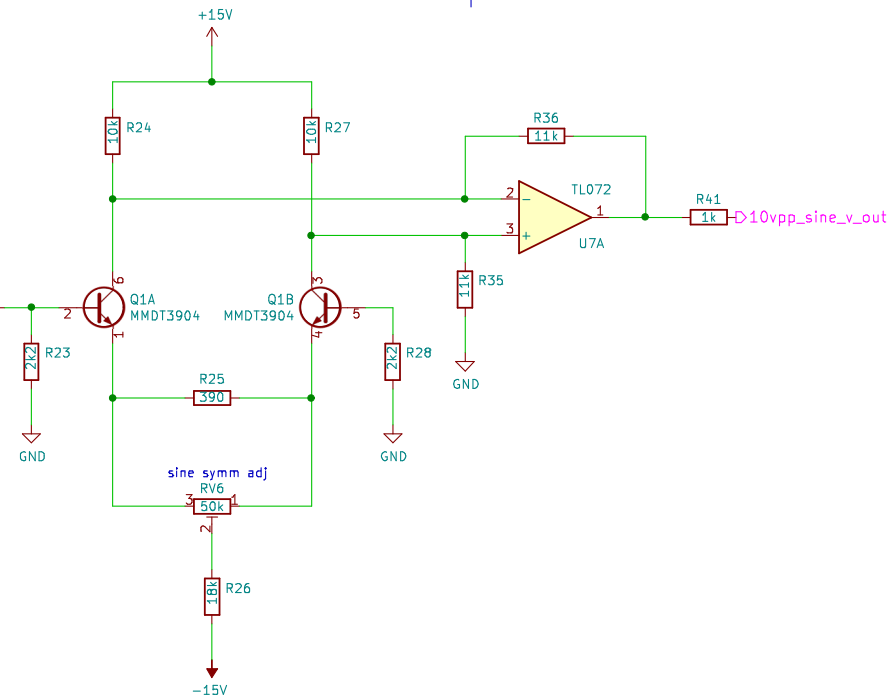 +15V
R24
10k
R27
10k
R36
11k
2
TL072
3
1
U7A
R41
1k
10vpp_sine_v_out
6
Q1A
MMDT3904
2
1
3
Q1B
MMDT3904
5
4
R35
11k
GND
R23
2k2
R28
2k2
R25
390
GND
GND
sine symm adj
RV6
3
50k
1
2
R26
18k
-15V